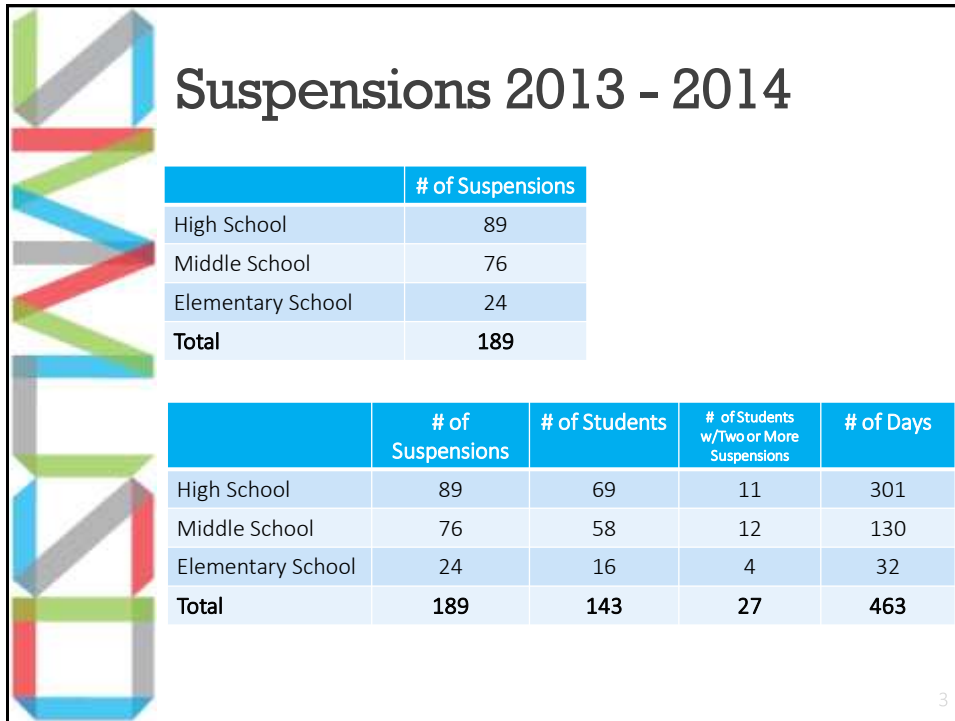 Suspensions 2013 - 2014
# of Suspensions
High School 89
Middle School 76
Elementary School 24
Total 189
# of Suspensions # of Students # of Students w/Two or More Suspensions # of Days
High School 89 69 11 301
Middle School 76 58 12 130
Elementary School 24 16 4 32
Total 189 143 27 463
3